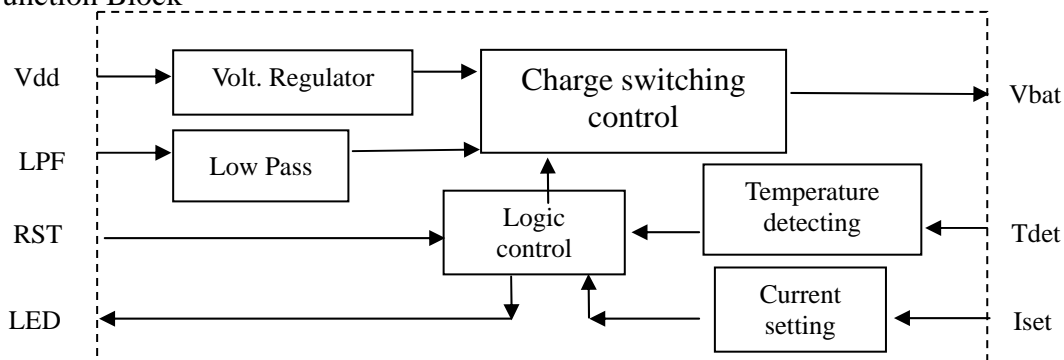 unction Block
Vdd
Volt. Regulator
Charge switching
control
Vbat
LPF
Low Pass
RST
Logic
control
Temperature
detecting
Tdet
LED
Current
setting
Iset